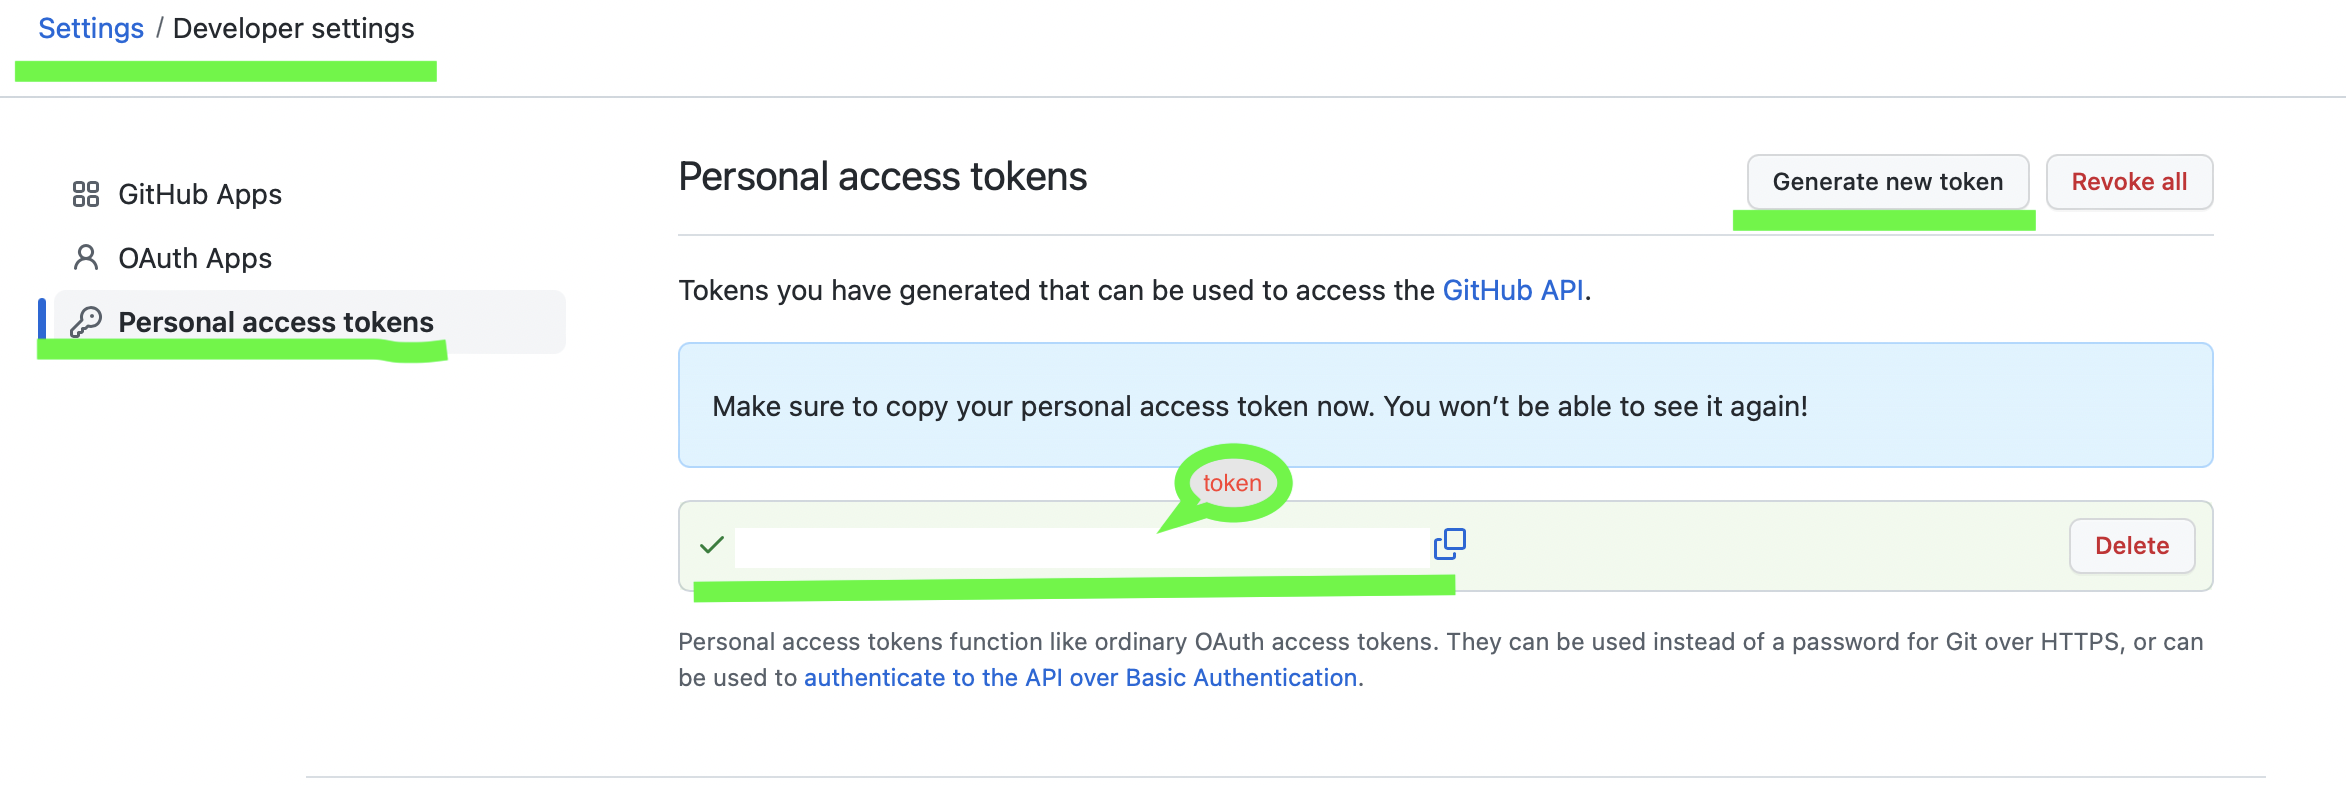 Settings / Developer settings
GitHub Apps
OAuth Apps
Personal access tokens
Personal access tokens
Generate new token
Revoke all
Tokens you have generated that can be used to access the GitHub API.
Make sure to copy your personal access token now. You won’t be able to see it again!
token
Delete
Personal access tokens function like ordinary OAuth access tokens. They can be used instead of a password for Git over HTTPS, or can
be used to authenticate to the API over Basic Authentication.